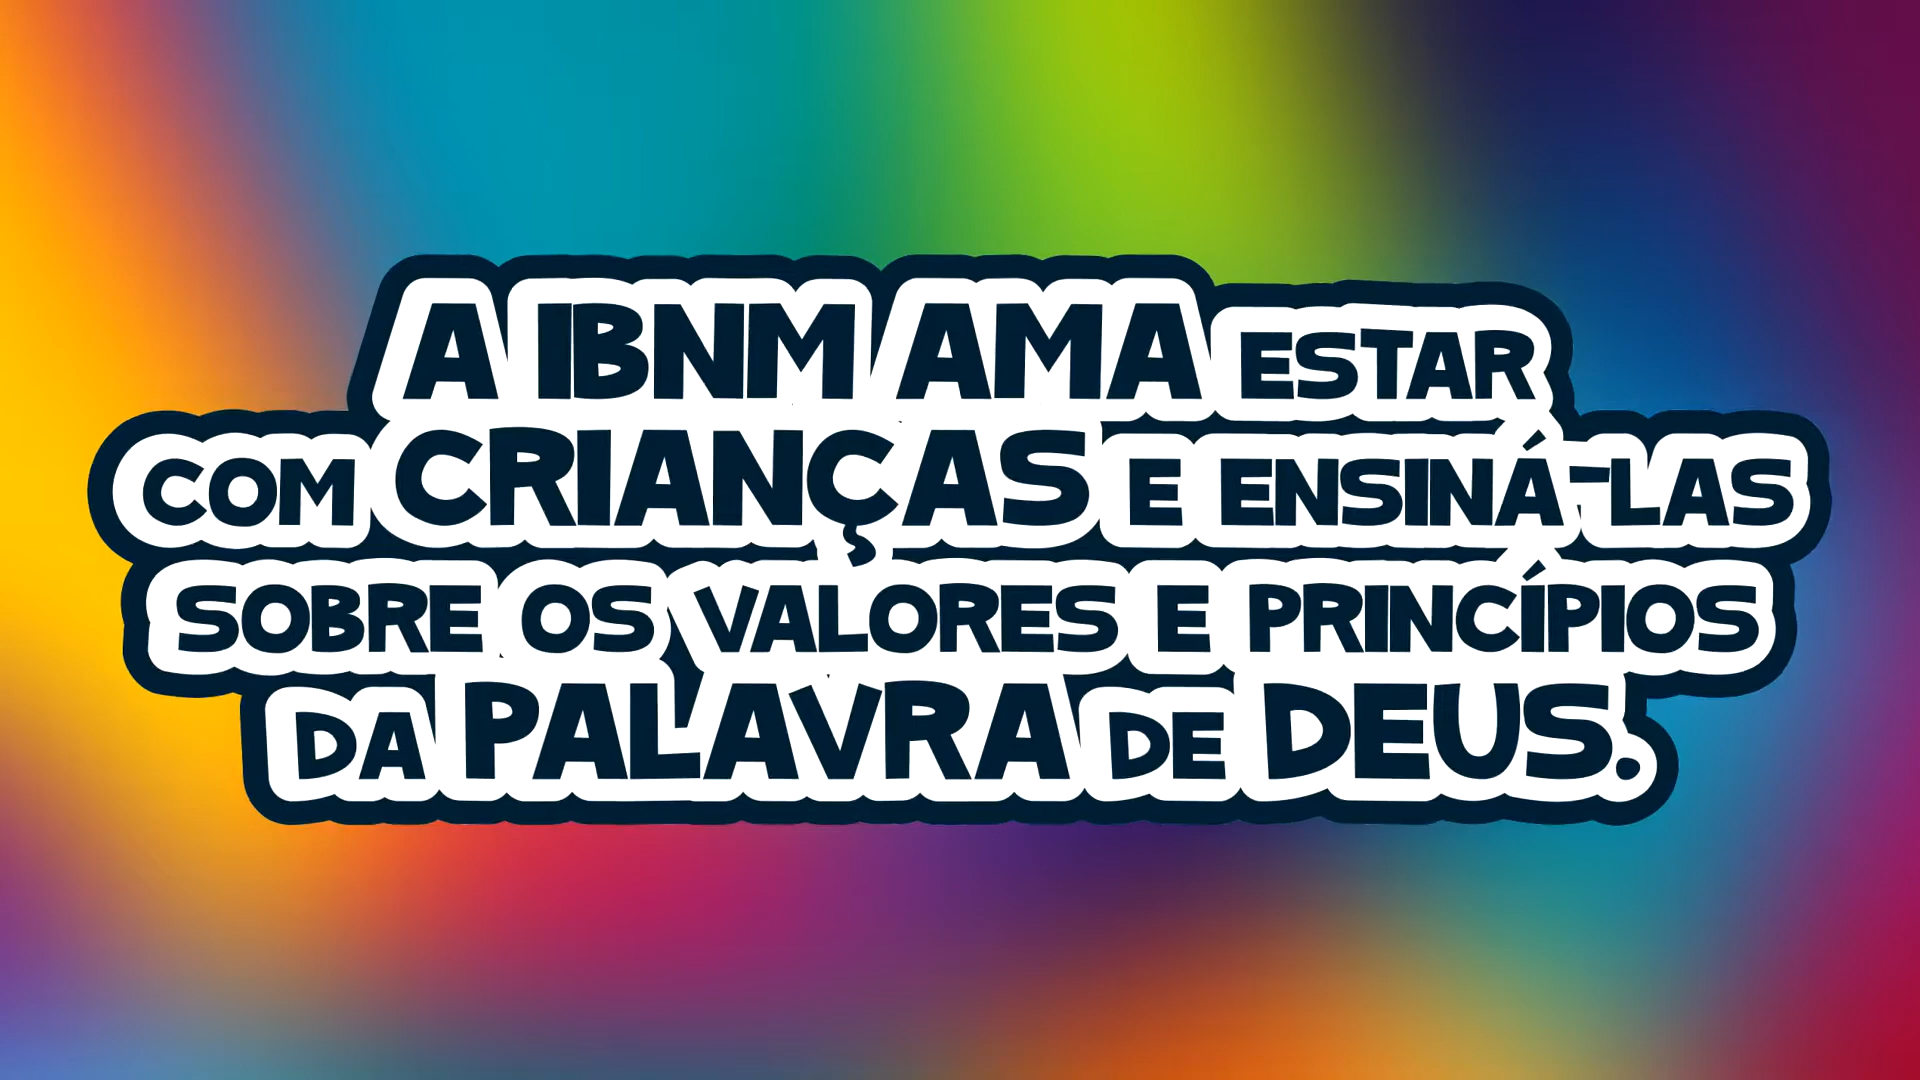 A IBNM AMA ESTAR
COM CRIANÇAS E ENSINÁ-LAS
SOBRE OS VALORES E PRINCÍPIOS
DA PALAVRA DE DEUS.